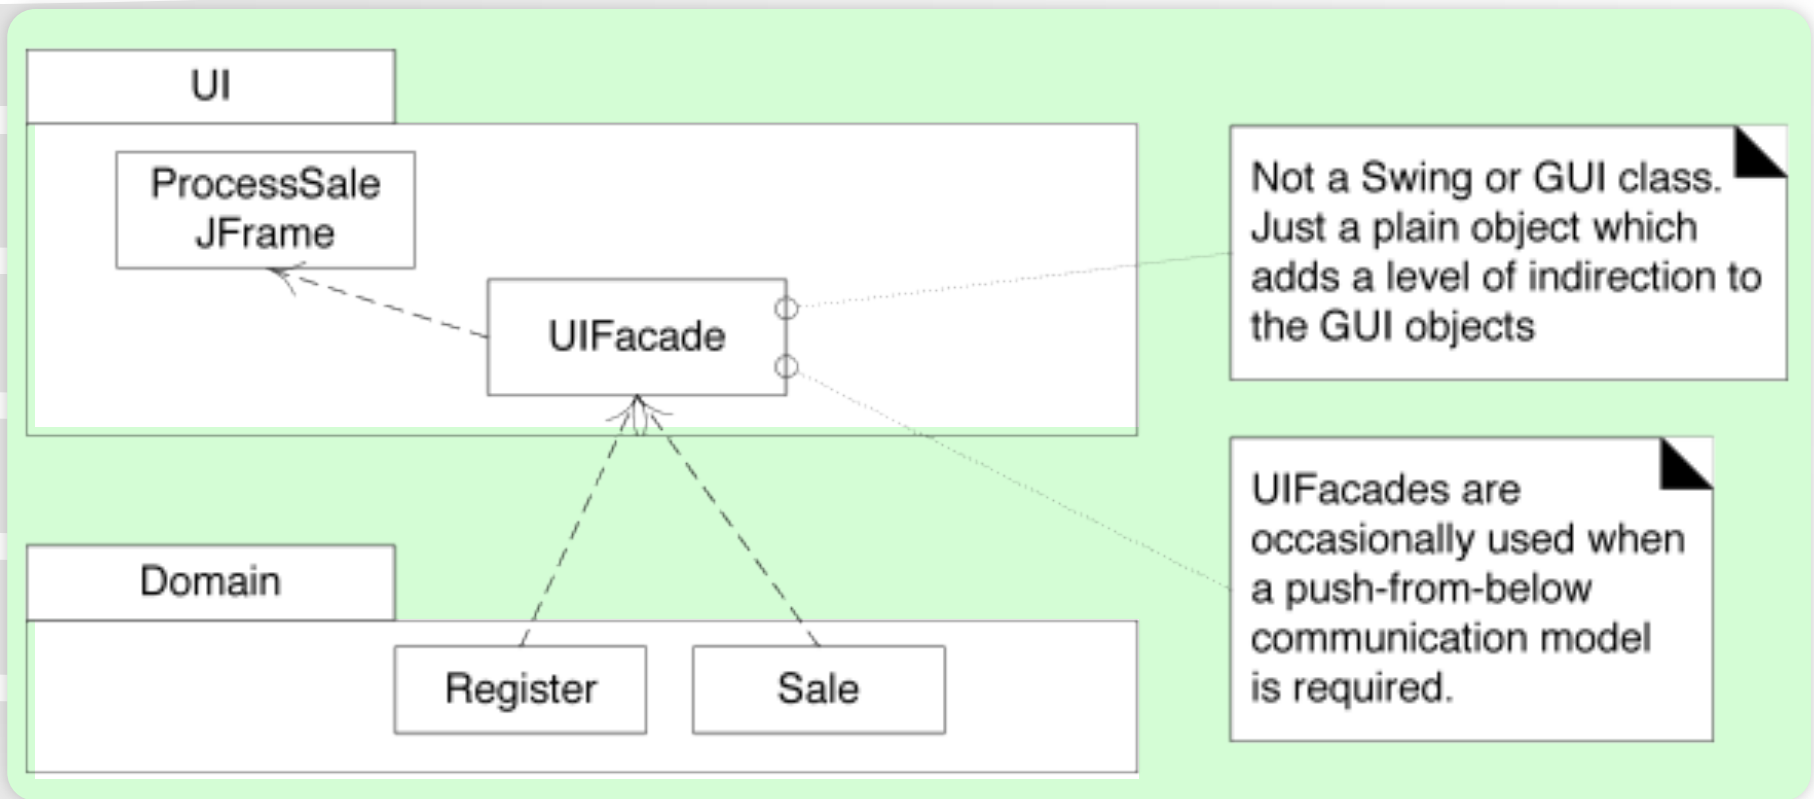 UI
ProcessSale
JFrame
UIFacade
Domain
Register
Sale
Not a Swing or GUI class.
Just a plain object which
adds a level of indirection to
the GUI objects
UIFacades are
occasionally used when
a push-from-below
communication model
is required.